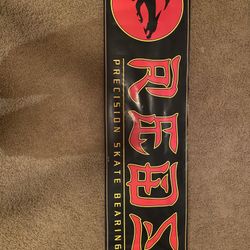 REDS
PRECISION SKATE BEARINGS